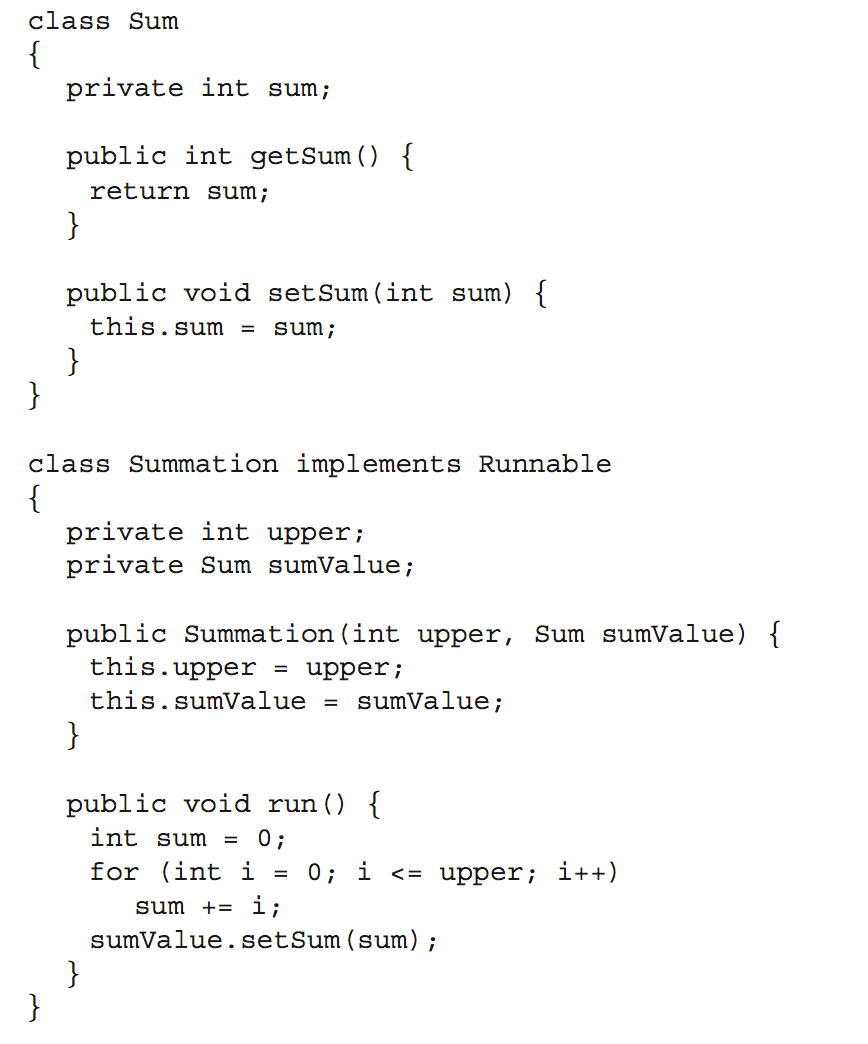 class Sum
{
private int sum;
public int getSum() {
return sum;
}
public void setSum(int sum) {
this.sum = sum;
}
}
class Summation implements Runnable
{
private int upper;
private Sum sumValue;
public Summation(int upper, Sum sumValue) {
this.upper = upper;
this.sumValue = sumValue;
}
public void run() {
int sum = 0;
for (int i = 0; i <= upper; i++)
sum += i;
sumValue.setSum(sum);
}
}